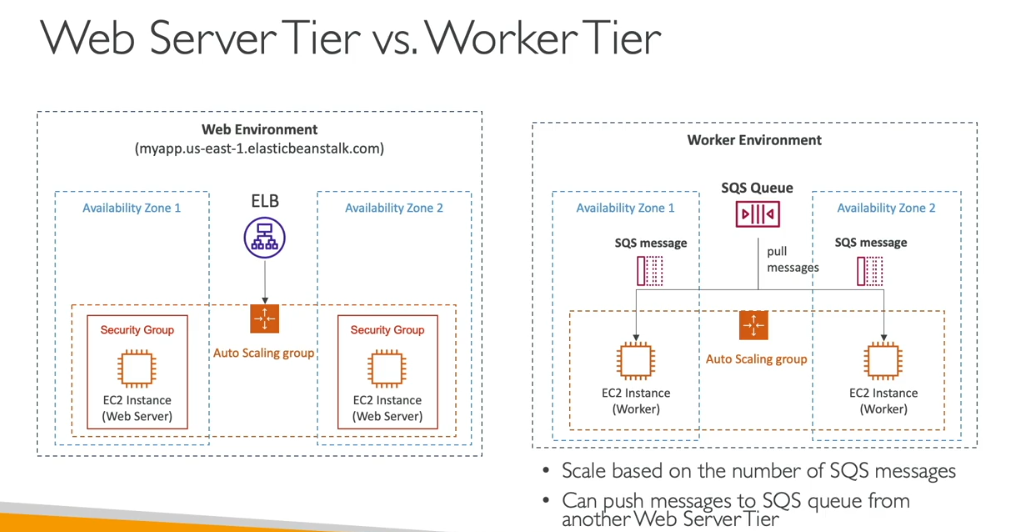 Web Server Tier vs. Worker Tier
Web Environment
(myapp.us-east-1.elasticbeanstalk.com)
Availability Zone 1
ELB
Availability Zone 2
Security Group
Security Group
Auto Scaling group
EC2 Instance
(Web Server)
EC2 Instance
(Web Server)
Worker Environment
SQS Queue
Availability Zone 1
Availability Zone 2
SQS message
SQS message
pull
messages
Auto Scaling group
EC2 Instance
(Worker)
EC2 Instance
(Worker)
• Scale based on the number of SQS messages
• Can push messages to SQS queue from
another Web Server Tier